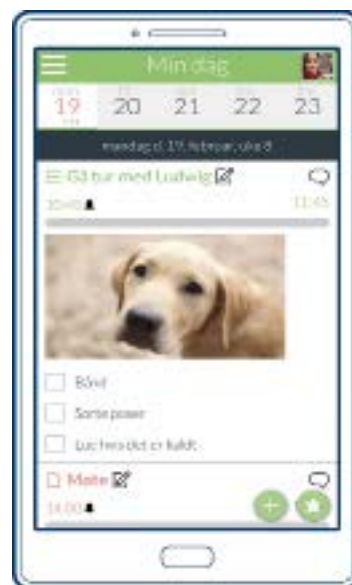 Min dag
19 20 21 22 23
mandag d. 19. februar, uke 8
Gå tur med Ludwig
10:45 11:45
Bånd
Sorte poser
Lue hvis det er kaldt
Møte
14:00